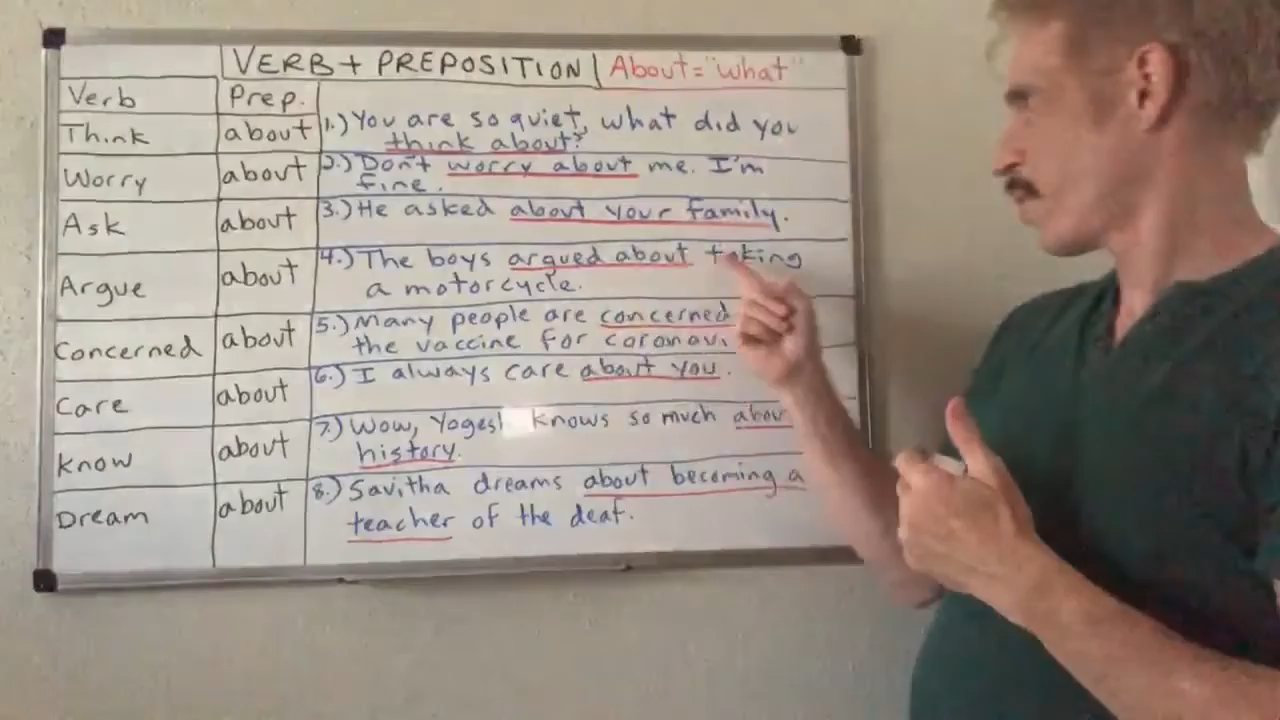 VERB + PREPOSITION | About = "what"
Verb Prep.
Think about 1.) You are so quiet, what did you
think about?
Worry about 2.) Don't worry about me. I'm
fine.
Ask about 3.) He asked about your family.
Argue about 4.) The boys argued about taking
a motorcycle.
Concerned about 5.) Many people are concerned
the vaccine for
Care about 6.) I always care about you.
Know about 7.) Wow, knows so much
history.
Dream about 8.) Savitha dreams about becoming a
teacher of the deaf.